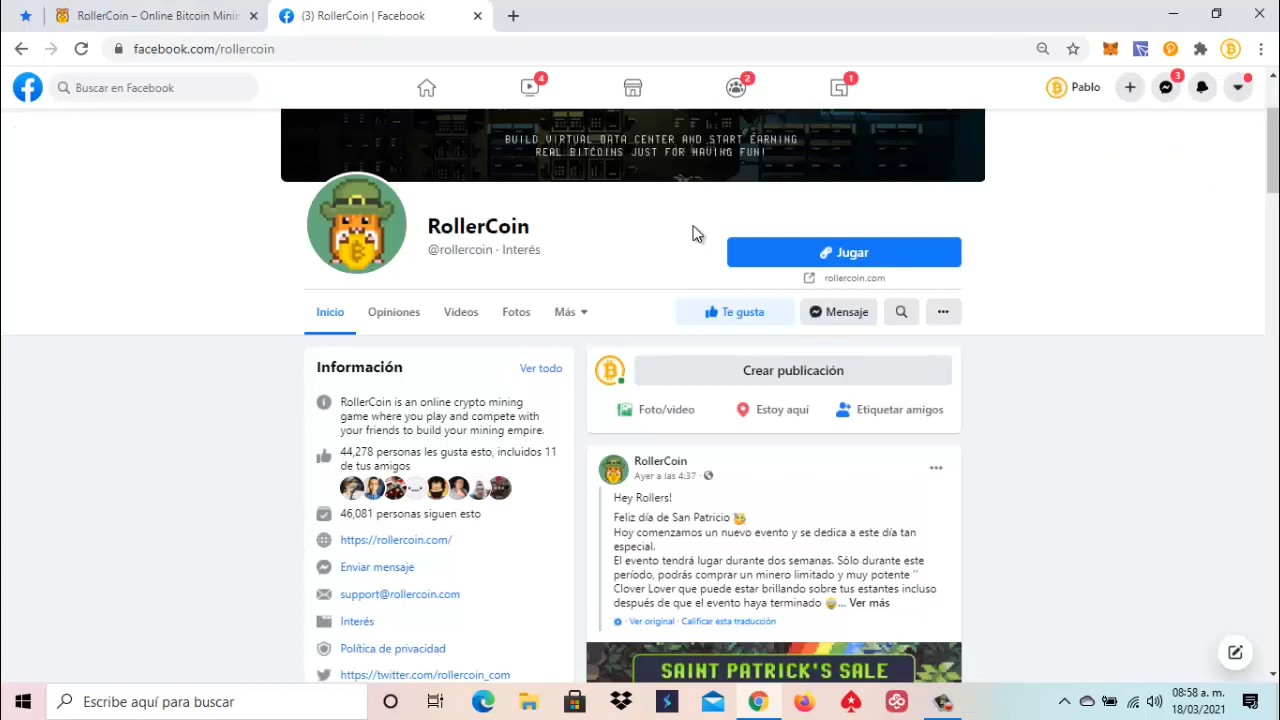 RollerCoin – Online Bitcoin Minir
(3) RollerCoin | Facebook
facebook.com/rollercoin
Buscar en Facebook
4
2
1
Pablo
3
BUILD VIRTUAL DATA CENTER AND START EARNING
REAL BITCOINS JUST FOR HAVING FUN!
RollerCoin
@rollercoin · Interés
Jugar
rollercoin.com
Inicio
Opiniones
Videos
Fotos
Más
Te gusta
Mensaje
Información
Ver todo
RollerCoin is an online crypto mining
game where you play and compete with
your friends to build your mining empire.
44,278 personas les gusta esto, incluidos 11
de tus amigos
46,081 personas siguen esto
https://rollercoin.com/
Enviar mensaje
support@rollercoin.com
Interés
Política de privacidad
https://twitter.com/rollercoin_com
Crear publicación
Foto/video
Estoy aquí
Etiquetar amigos
RollerCoin
Ayer a las 4:37 ·
Hey Rollers!
Feliz día de San Patricio
Hoy comenzamos un nuevo evento y se dedica a este día tan
especial.
El evento tendrá lugar durante dos semanas. Sólo durante este
período, podrás comprar un minero limitado y muy potente ´´
Clover Lover que puede estar brillando sobre tus estantes incluso
después de que el evento haya terminado ... Ver más
· Ver original · Calificar esta traducción
SAINT PATRICK'S SALE
Escribe aquí para buscar
08:58 a. m.
18/03/2021